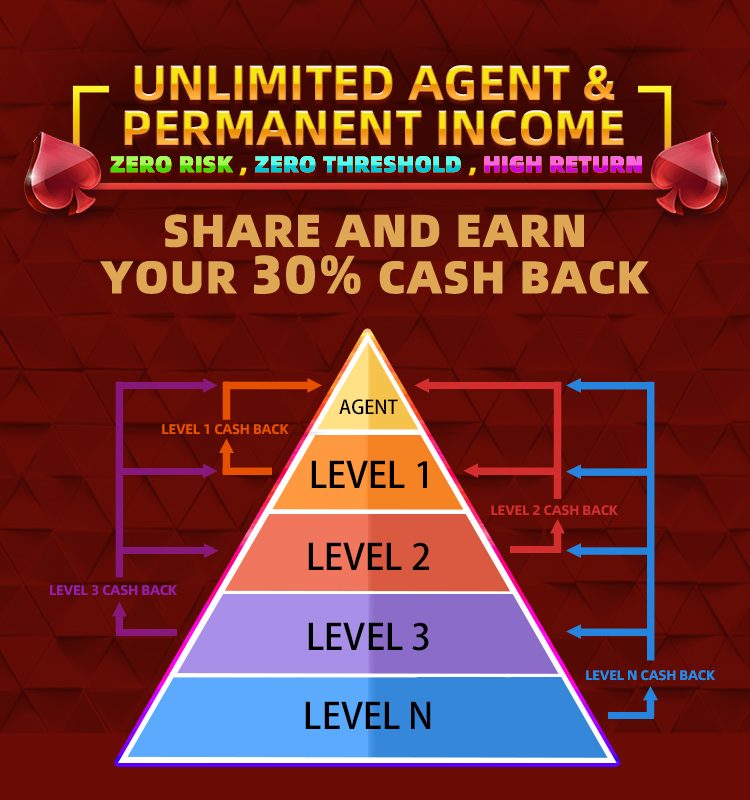 UNLIMITED AGENT &
PERMANENT INCOME
ZERO RISK , ZERO THRESHOLD , HIGH RETURN
SHARE AND EARN
YOUR 30% CASH BACK
AGENT
LEVEL 1 CASH BACK
LEVEL 1
LEVEL 2 CASH BACK
LEVEL 2
LEVEL 3 CASH BACK
LEVEL 3
LEVEL N CASH BACK
LEVEL N